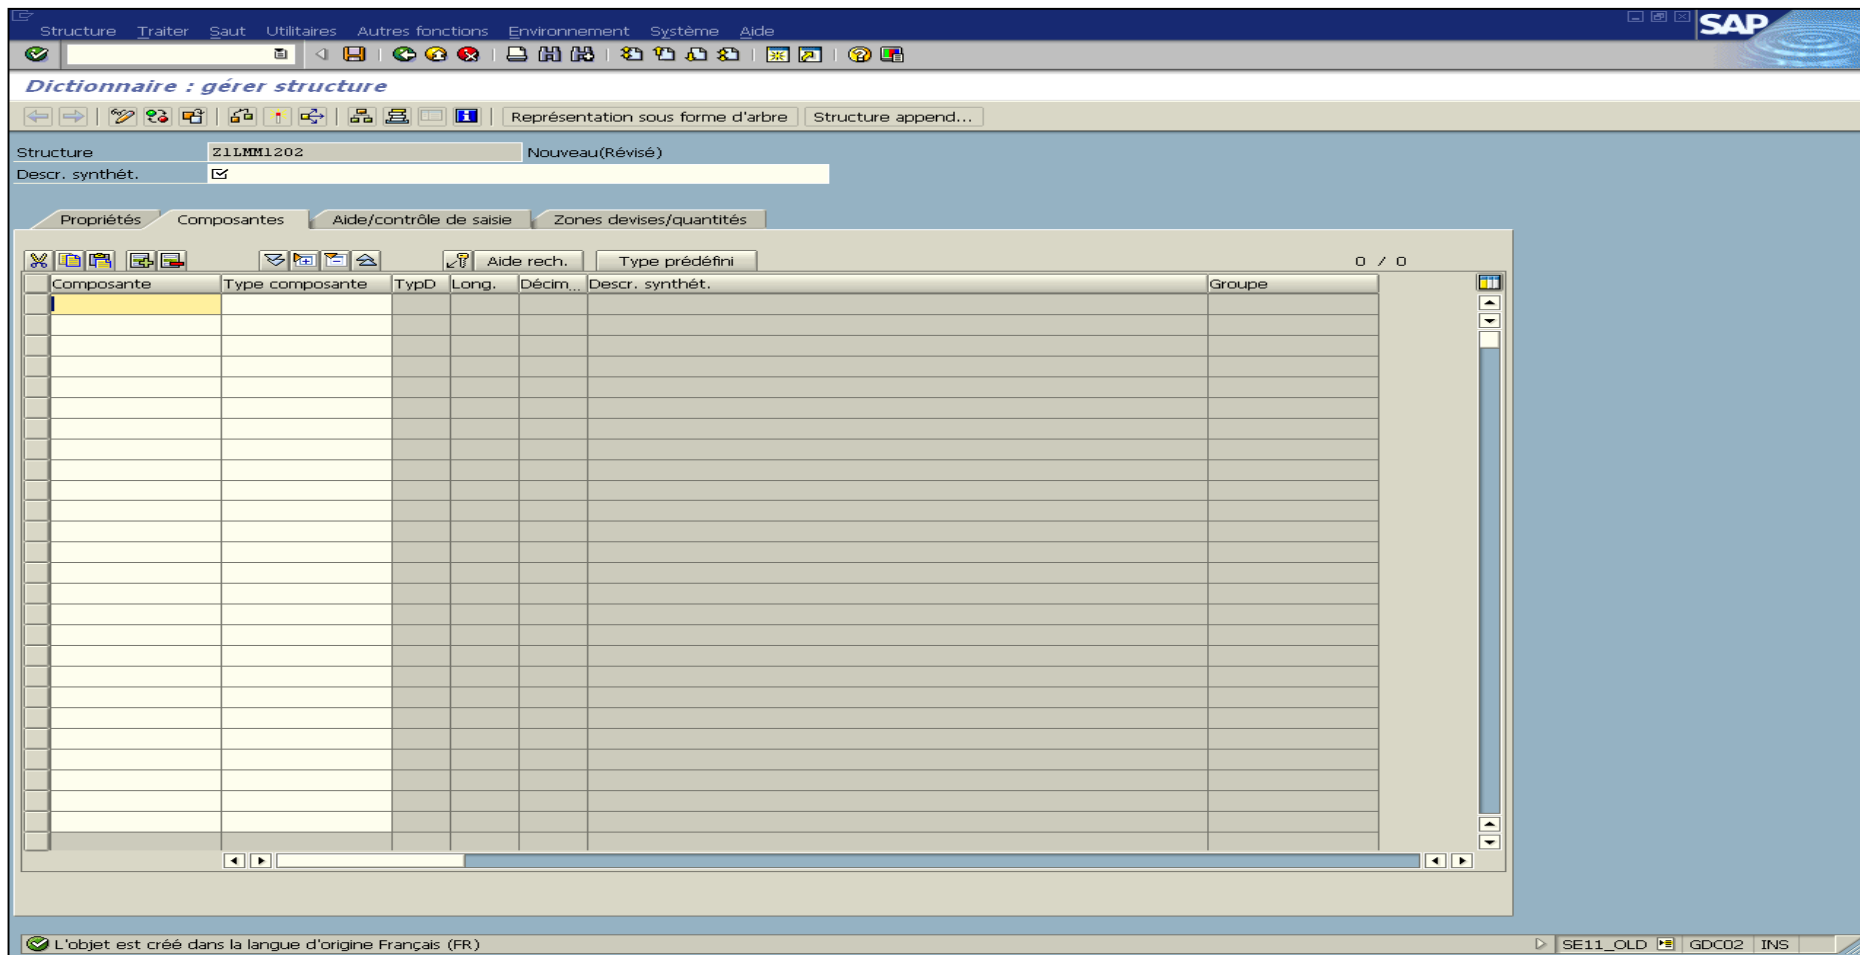 Structure Traiter Saut Utilitaires Autres fonctions Environnement Système Aide
SAP
Dictionnaire : gérer structure
Représentation sous forme d'arbre Structure append...
Structure Z1LMM1202 Nouveau(Révisé)
Descr. synthét.
Propriétés Composantes Aide/contrôle de saisie Zones devises/quantités
Aide rech. Type prédéfini 0 / 0
Composante Type composante TypD Long. Décim... Descr. synthét. Groupe
L'objet est créé dans la langue d'origine Français (FR) SE11_OLD GDC02 INS